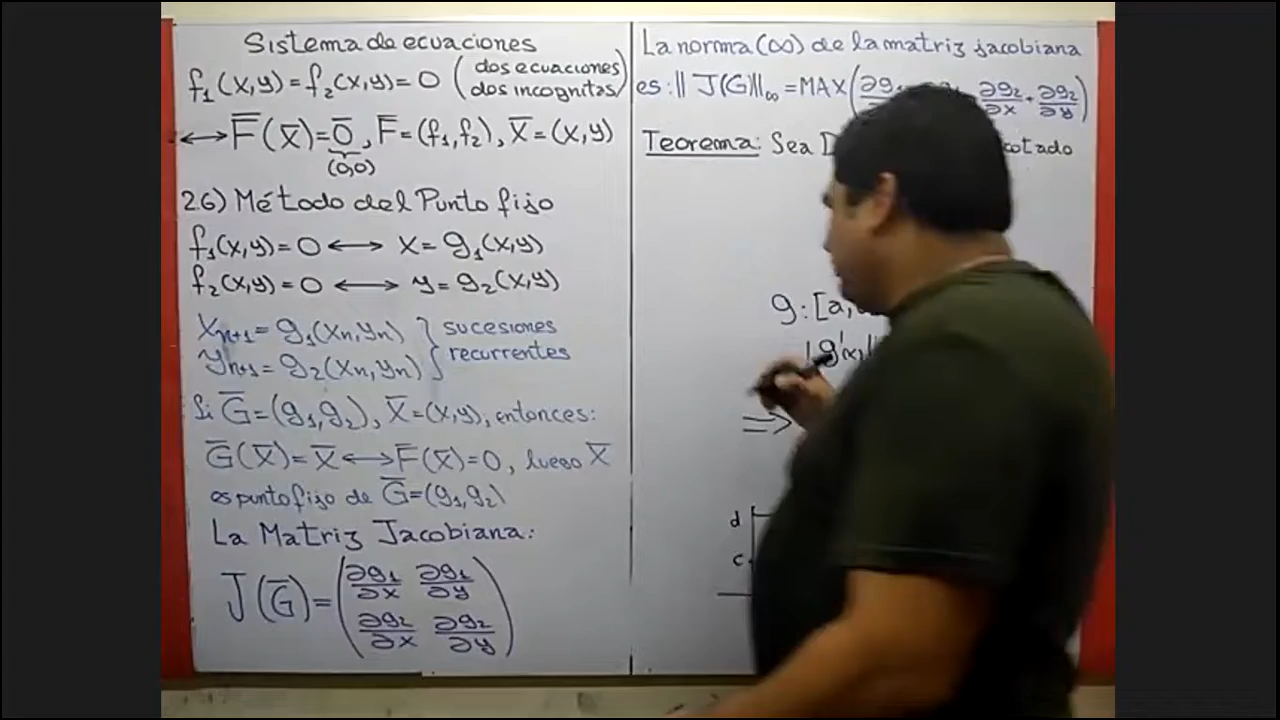 Sistema de ecuaciones
f₁(x,y)=f₂(x,y)=0 (dos ecuaciones
dos incognitas)
⟷ F̅(X̅)=0̅, F̅=(f₁,f₂), X̅=(x,y)
(0,0)
26) Método del Punto fijo
f₁(x,y)=0 ⟷ x=g₁(x,y)
f₂(x,y)=0 ⟷ y=g₂(x,y)
Xn+1=g₁(Xn,yn) } sucesiones
yn+1=g₂(Xn,yn) } recurrentes
Si G̅=(g₁,g₂), X̅=(x,y), entonces:
G̅(X̅)=X̅ ⟷ F̅(X̅)=0, luego X̅
es punto fijo de G̅=(g₁,g₂)
La Matriz Jacobiana:
J(G̅)=(∂g₁/∂x ∂g₁/∂y
∂g₂/∂x ∂g₂/∂y)
La norma (∞) de la matriz jacobiana
es: ‖J(G)‖∞=MAX(∂g₁ ∂g₂/∂x + ∂g₂/∂y)
Teorema: Sea D cotado
g:[a,
|g'(x)|
⟹
d
c